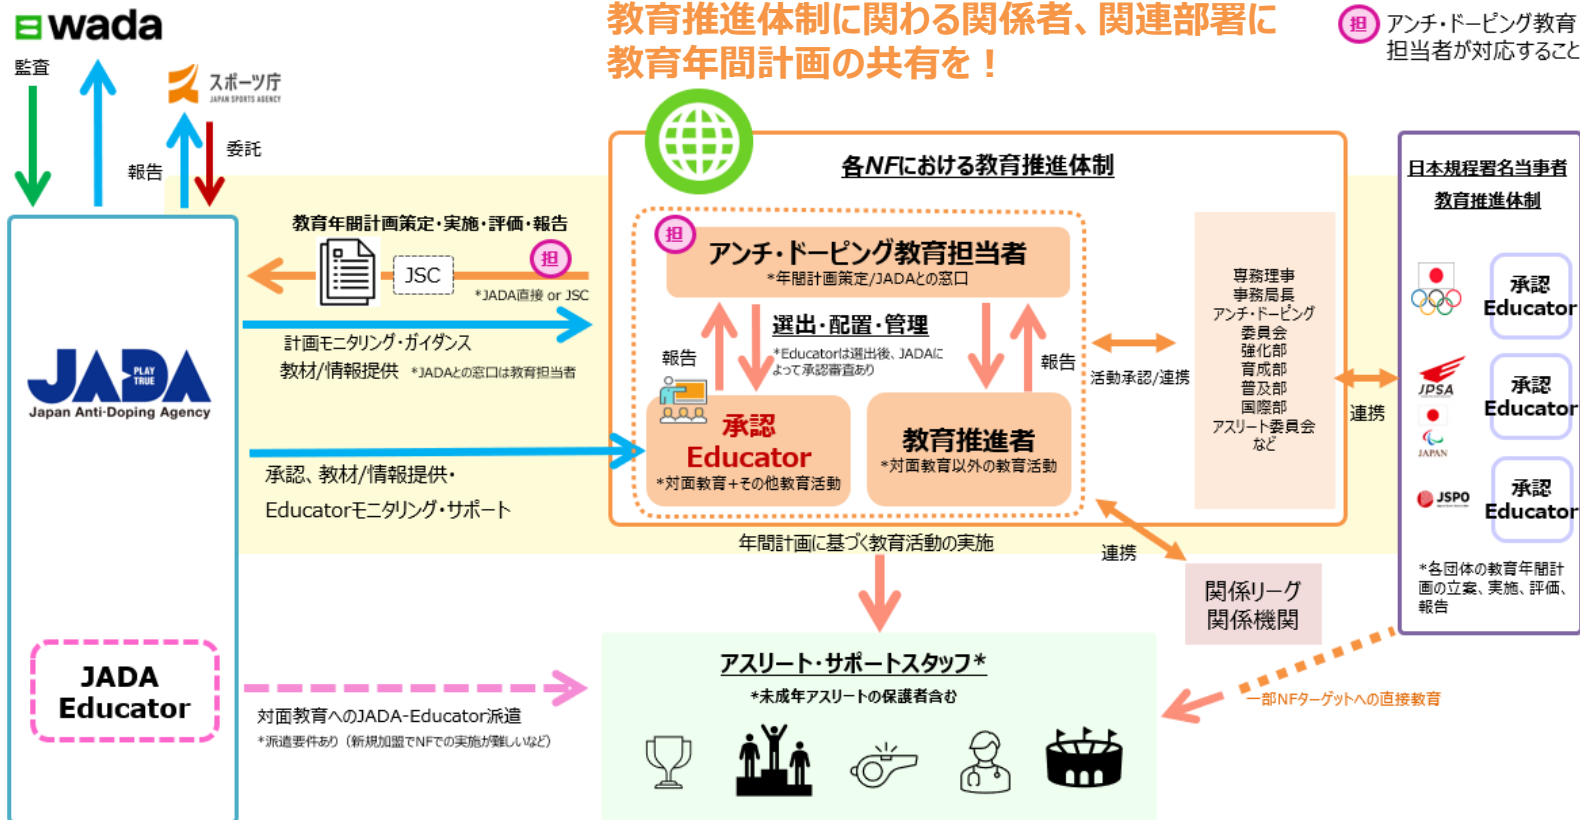 wada
教育推進体制に関わる関係者、関連部署に
教育年間計画の共有を！
担
アンチ・ドーピング教育
担当者が対応すること
監査
スポーツ庁
JAPAN SPORTS AGENCY
報告
委託
各NFにおける教育推進体制
日本規程署名当事者
教育推進体制
教育年間計画策定・実施・評価・報告
JSC
担
*JADA直接 or JSC
計画モニタリング・ガイダンス
教材/情報提供 *JADAとの窓口は教育担当者
JADA
PLAY
TRUE
Japan Anti-Doping Agency
承認、教材/情報提供・
Educatorモニタリング・サポート
担
アンチ・ドーピング教育担当者
*年間計画策定/JADAとの窓口
選出・配置・管理
*Educatorは選出後、JADAに
よって承認審査あり
報告
報告
承認
Educator
*対面教育+その他教育活動
教育推進者
*対面教育以外の教育活動
活動承認/連携
専務理事
事務局長
アンチ・ドーピング
委員会
強化部
育成部
普及部
国際部
アスリート委員会
など
連携
承認
Educator
JPSA
JAPAN
承認
Educator
JSPO
承認
Educator
*各団体の教育年間計
画の立案、実施、評価、
報告
年間計画に基づく教育活動の実施
連携
関係リーグ
関係機関
一部NFターゲットへの直接教育
JADA
Educator
対面教育へのJADA-Educator派遣
*派遣要件あり（新規加盟でNFでの実施が難しいなど）
アスリート・サポートスタッフ*
*未成年アスリートの保護者含む